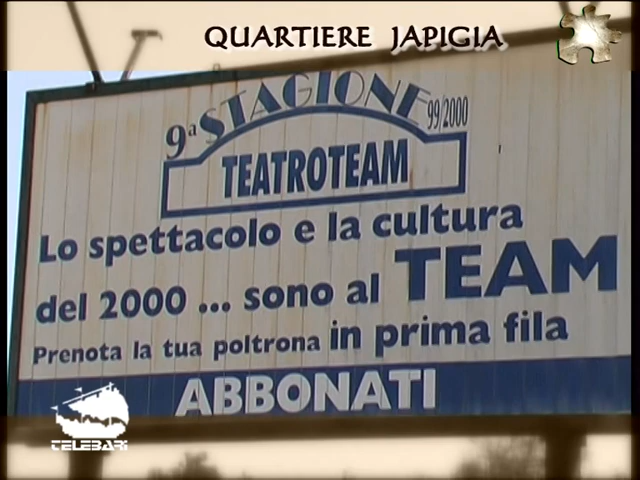 QUARTIERE JAPIGIA
9ª STAGIONE 99/2000
TEATROTEAM
Lo spettacolo e la cultura
del 2000 ... sono al TEAM
Prenota la tua poltrona in prima fila
ABBONATI
TELEBARI